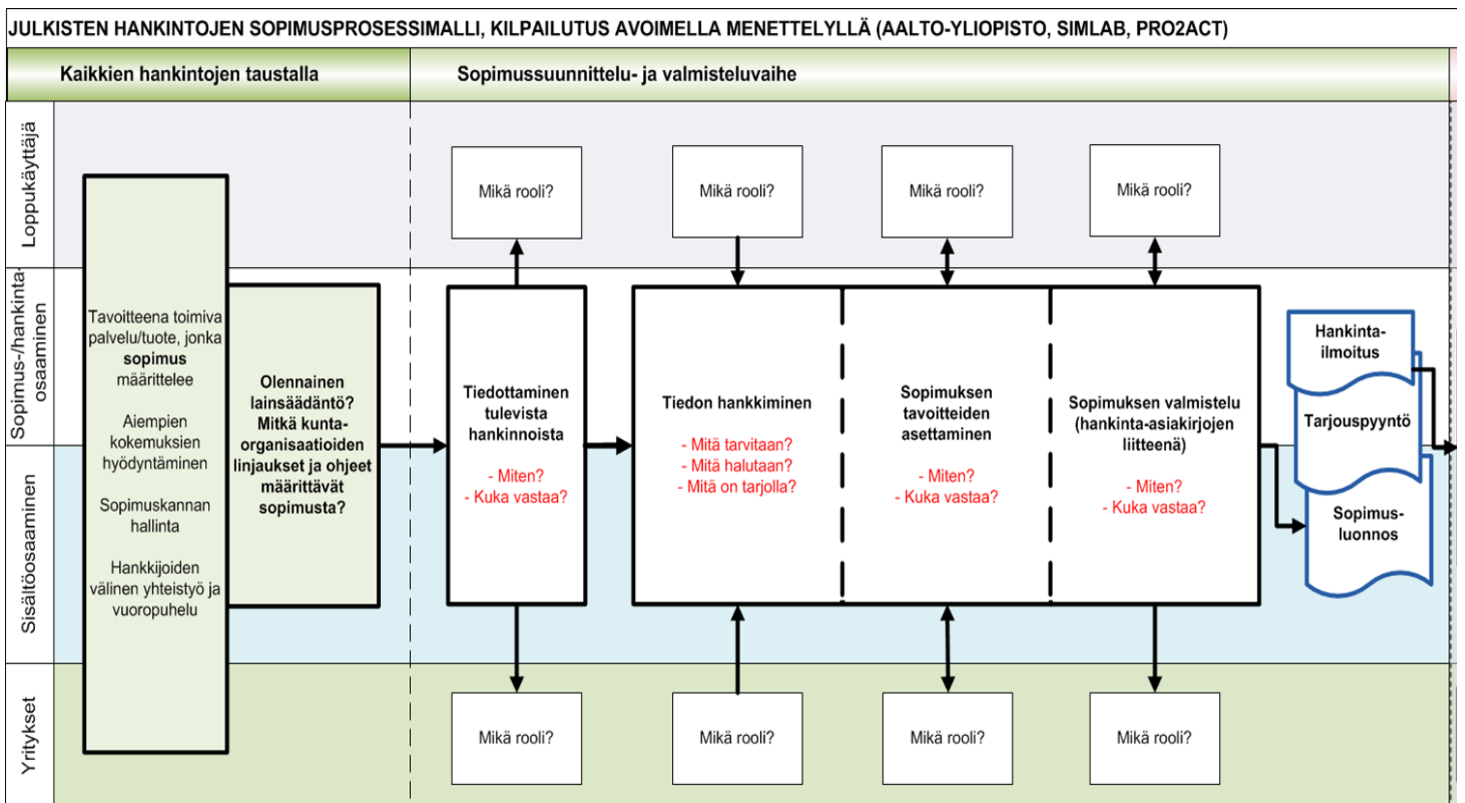 JULKISTEN HANKINTOJEN SOPIMUSPROSESSIMALLI, KILPAILUTUS AVOIMELLA MENETTELYLLÄ (AALTO-YLIOPISTO, SIMLAB, PRO2ACT)
Kaikkien hankintojen taustalla
Sopimussuunnittelu- ja valmisteluvaihe
Loppukäyttäjä
Mikä rooli?
Mikä rooli?
Mikä rooli?
Mikä rooli?
Sopimus-/hankinta-
osaaminen
Sisältöosaaminen
Tavoitteena toimiva
palvelu/tuote, jonka
sopimus
määrittelee
Aiempien
kokemuksien
hyödyntäminen
Sopimuskannan
hallinta
Hankkijoiden
välinen yhteistyö ja
vuoropuhelu
Olennainen
lainsäädäntö?
Mitkä kunta-
organisaatioiden
linjaukset ja ohjeet
määrittävät
sopimusta?
Tiedottaminen
tulevista
hankinnoista
- Miten?
- Kuka vastaa?
Tiedon hankkiminen
- Mitä tarvitaan?
- Mitä halutaan?
- Mitä on tarjolla?
Sopimuksen
tavoitteiden
asettaminen
- Miten?
- Kuka vastaa?
Sopimuksen valmistelu
(hankinta-asiakirjojen
liitteenä)
- Miten?
- Kuka vastaa?
Hankinta-
ilmoitus
Tarjouspyyntö
Sopimus-
luonnos
Yritykset
Mikä rooli?
Mikä rooli?
Mikä rooli?
Mikä rooli?